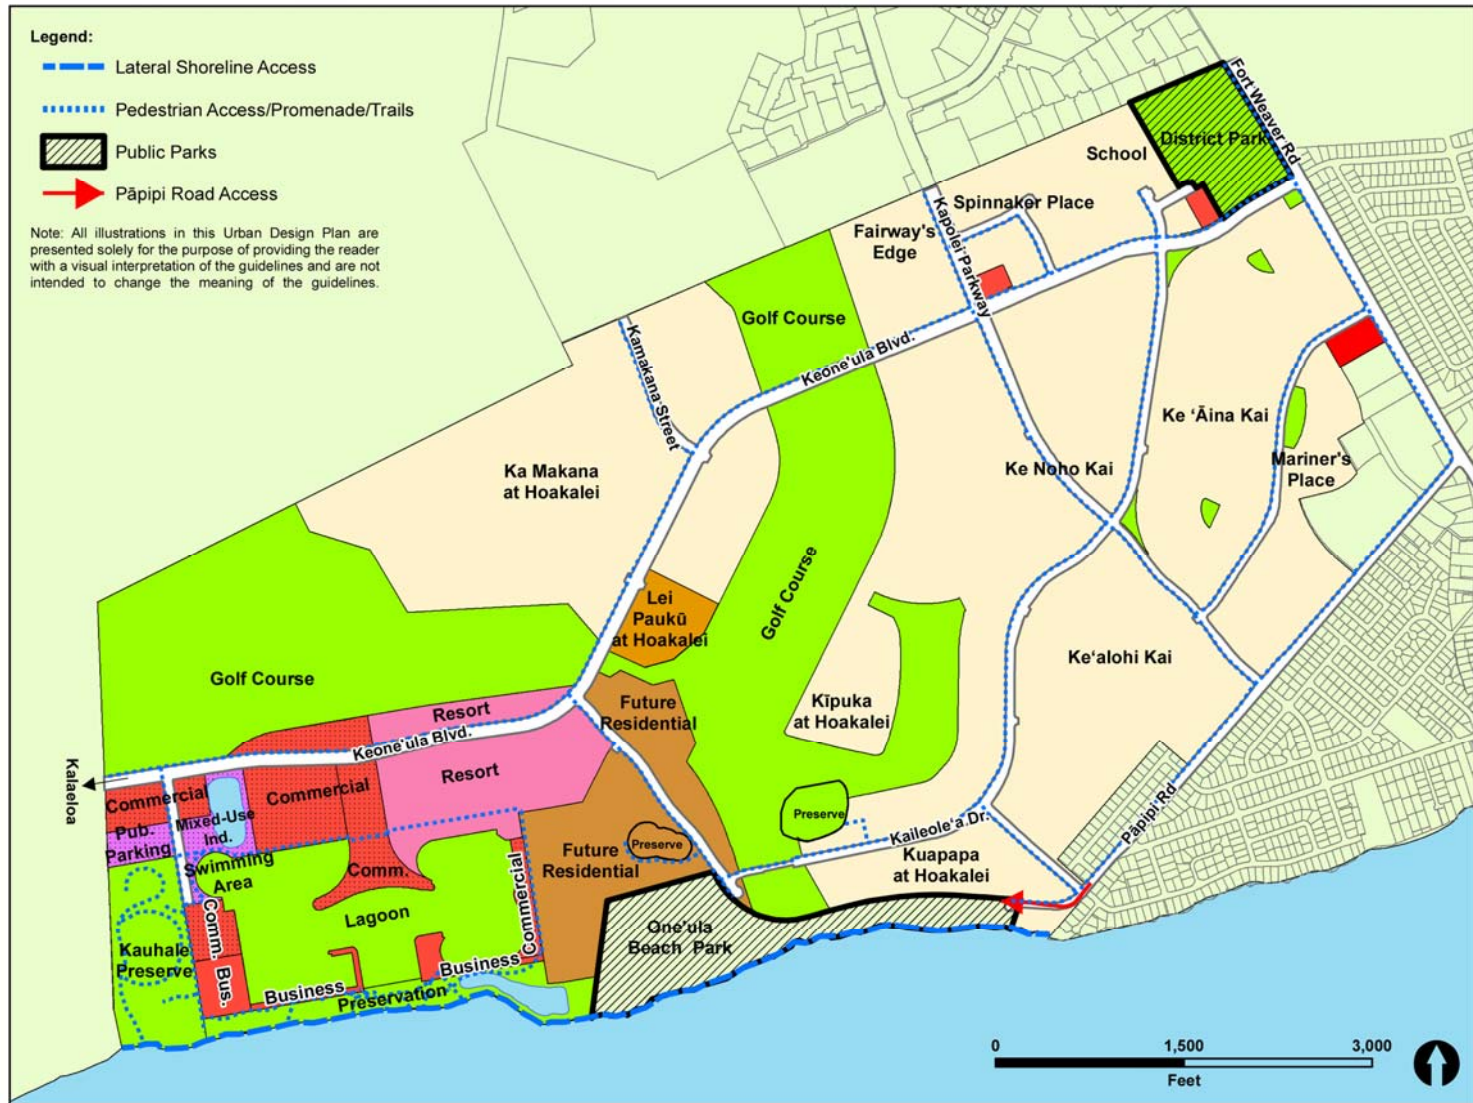 Legend:
Lateral Shoreline Access
Pedestrian Access/Promenade/Trails
Public Parks
Pāpipi Road Access
Note: All illustrations in this Urban Design Plan are
presented solely for the purpose of providing the reader
with a visual interpretation of the guidelines and are not
intended to change the meaning of the guidelines.
Fort Weaver Rd
District Park
School
Spinnaker Place
Kapolei Parkway
Fairway's
Edge
Golf Course
Keone'ula Blvd.
Kamakana Street
Ke 'Āina Kai
Mariner's
Place
Ke Noho Kai
Ka Makana
at Hoakalei
Golf Course
Lei
Paukū
at Hoakalei
Ke'alohi Kai
Golf Course
Kīpuka
at Hoakalei
Future
Residential
Resort
Keone'ula Blvd.
Resort
Kalaeloa
Commercial
Commercial
Mixed-Use
Ind.
Pub.
Parking
Swimming
Area
Comm.
Lagoon
Commercial
Future
Residential
Preserve
Preserve
Kaileole'a Dr.
Pāpipi Rd
Kuapapa
at Hoakalei
One'ula
Beach Park
Kauhale
Preserve
Comm.
Bus.
Business
Business
Preservation
0
1,500
3,000
Feet